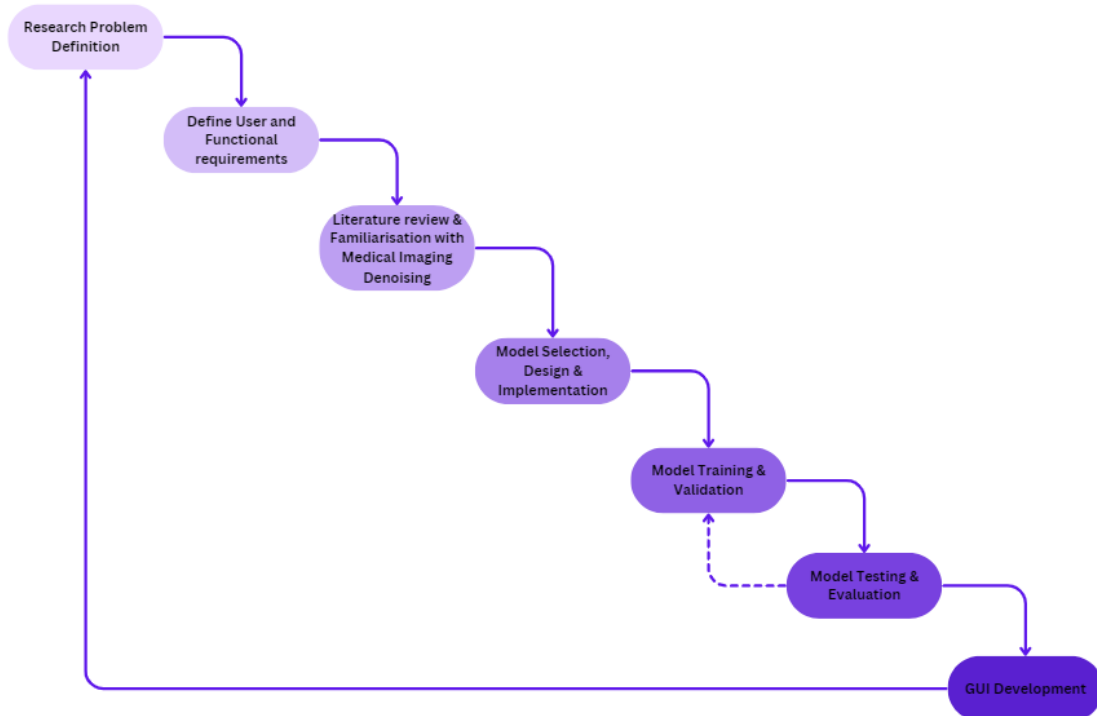 Research Problem
Definition
Define User and
Functional
requirements
Literature review &
Familiarisation with
Medical Imaging
Denoising
Model Selection,
Design &
Implementation
Model Training &
Validation
Model Testing &
Evaluation
GUI Development